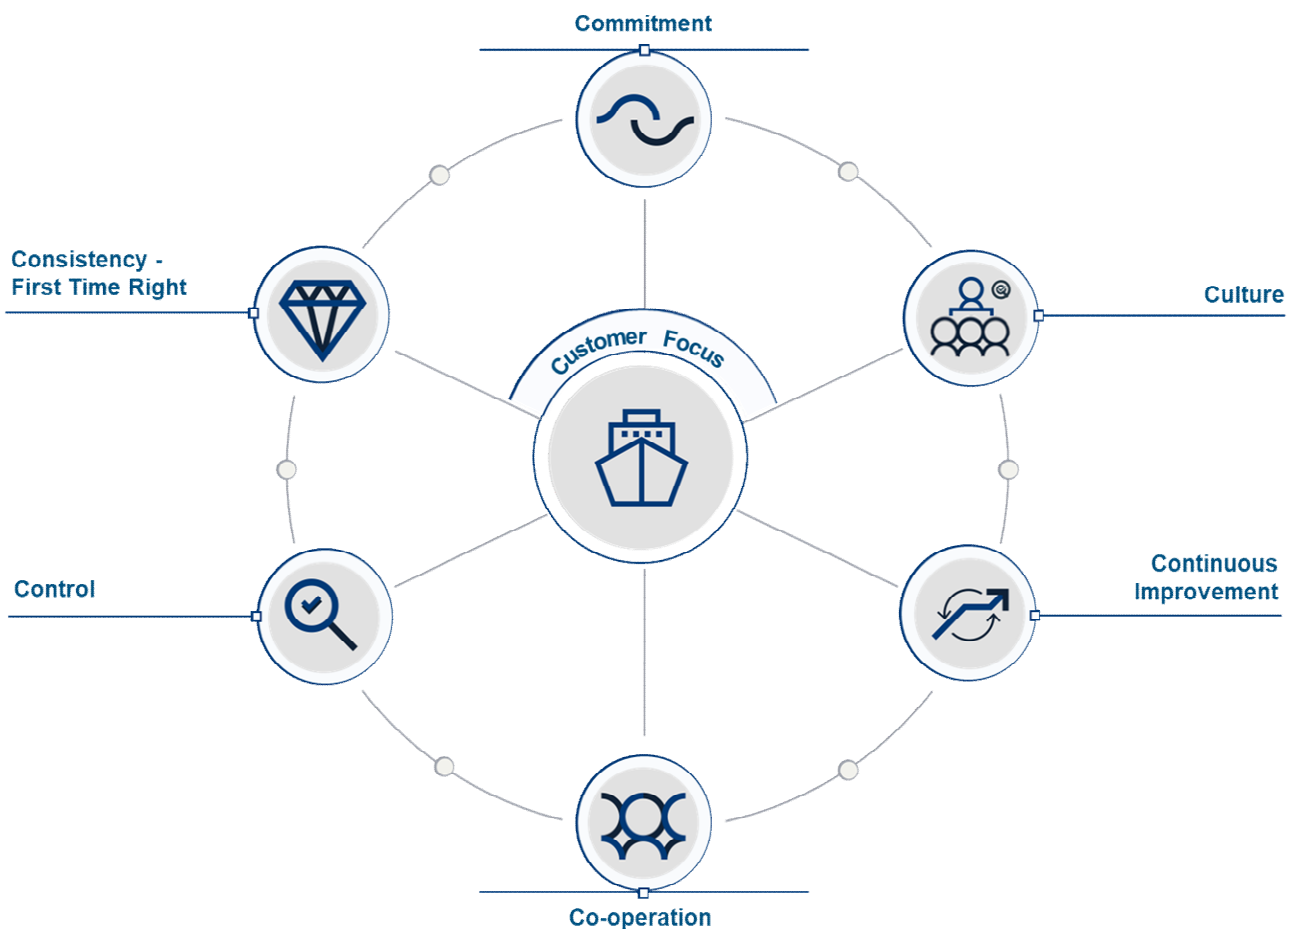 Commitment
Consistency -
First Time Right
Culture
Customer Focus
Control
Continuous
Improvement
Co-operation